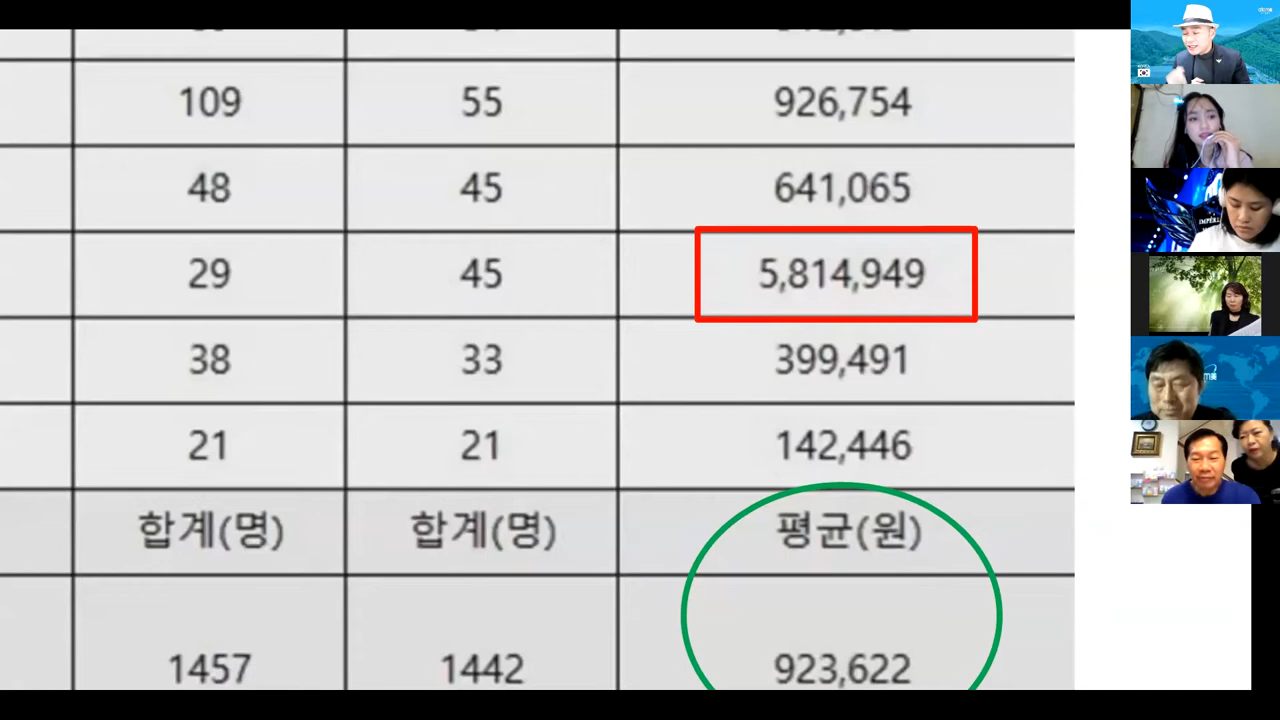 109 55 926,754
48 45 641,065
29 45 5,814,949
38 33 399,491
21 21 142,446
합계(명) 합계(명) 평균(원)
1457 1442 923,622